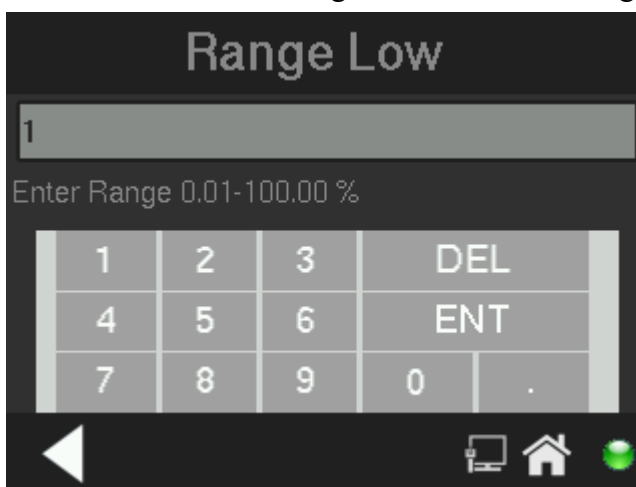 Range Low
1
Enter Range 0.01-100.00 %
1 2 3 DEL
4 5 6 ENT
7 8 9 0 .